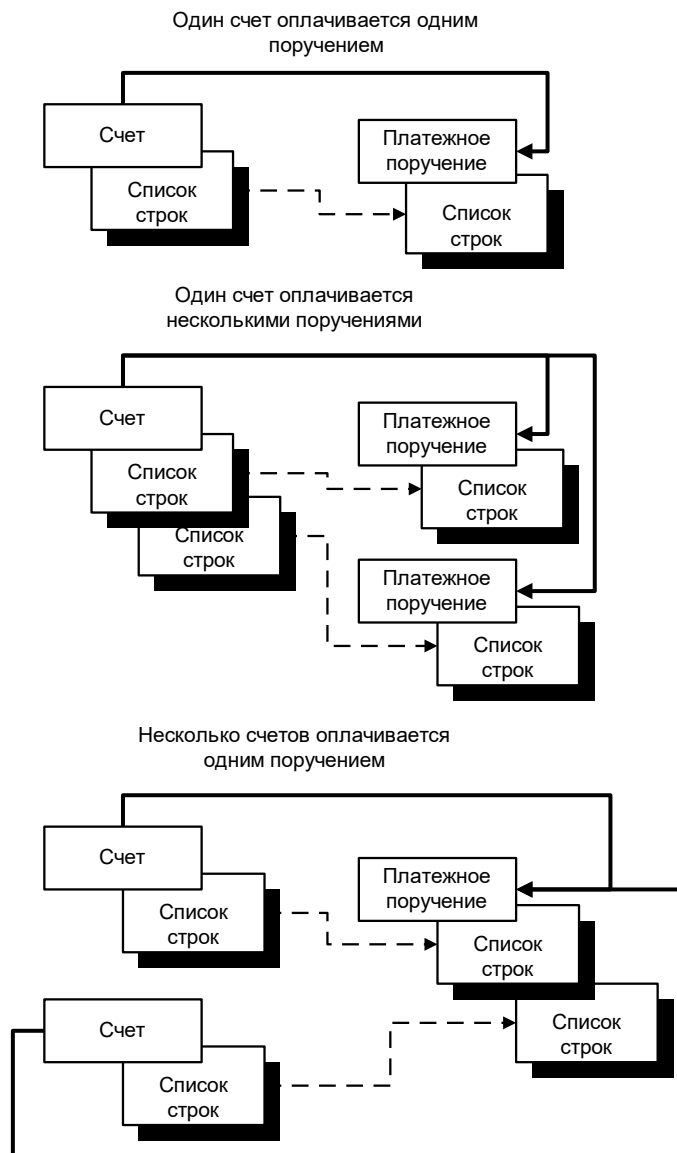 Один счет оплачивается одним
поручением
Счет
Платежное
поручение
Список
строк
Список
строк
Один счет оплачивается
несколькими поручениями
Счет
Платежное
поручение
Список
строк
Список
строк
Список
строк
Платежное
поручение
Список
строк
Несколько счетов оплачивается
одним поручением
Счет
Платежное
поручение
Список
строк
Список
строк
Счет
Список
строк
Список
строк